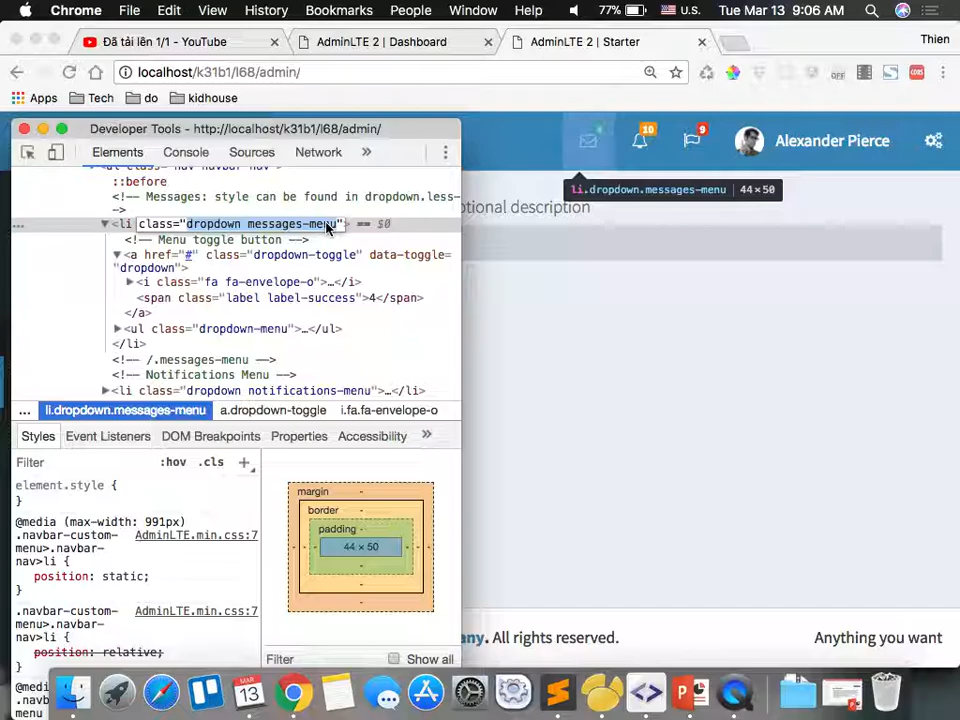 Chrome File Edit View History Bookmarks People Window Help 77% U.S. Tue Mar 13 9:06 AM
Đã tải lên 1/1 - YouTube AdminLTE 2 | Dashboard AdminLTE 2 | Starter Thien
localhost/k31b1/l68/admin/ OFF
Apps Tech do kidhouse
Developer Tools - http://localhost/k31b1/l68/admin/
10 9 Alexander Pierce
Elements Console Sources Network »
li.dropdown.messages-menu 44×50
ptional description
::before
<!-- Messages: style can be found in dropdown.less--
->
… ▼<li class="dropdown messages-menu"> == $0
<!-- Menu toggle button -->
▼<a href="#" class="dropdown-toggle" data-toggle=
"dropdown">
▶<i class="fa fa-envelope-o">…</i>
<span class="label label-success">4</span>
</a>
▶<ul class="dropdown-menu">…</ul>
</li>
<!-- /.messages-menu -->
<!-- Notifications Menu -->
▶<li class="dropdown notifications-menu">…</li>
… li.dropdown.messages-menu a.dropdown-toggle i.fa.fa-envelope-o
Styles Event Listeners DOM Breakpoints Properties Accessibility »
Filter :hov .cls +
element.style {
}
@media (max-width: 991px)
.navbar-custom- AdminLTE.min.css:7
menu>.navbar-
nav>li {
position: static;
}
.navbar-custom- AdminLTE.min.css:7
menu>.navbar-
nav>li {
position: relative;
}
@media
margin -
border -
padding -
44 × 50
-
-
-
Filter Show all
any. All rights reserved. Anything you want
MAR
13